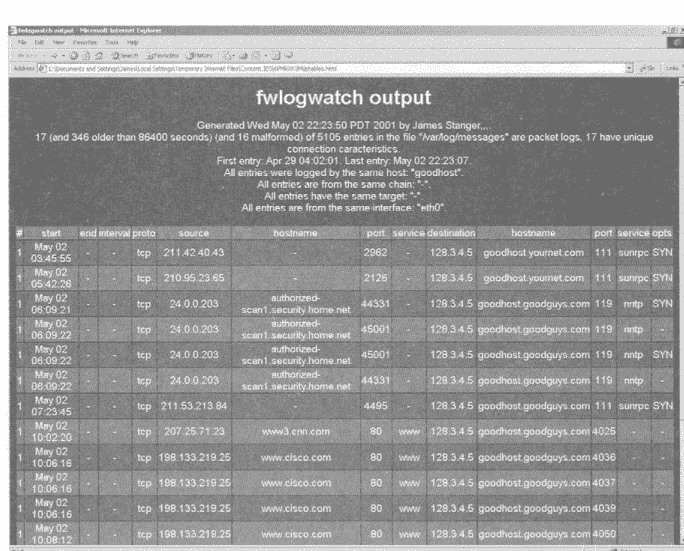 fwlogwatch output - Microsoft Internet Explorer
File Edit View Favorites Tools Help
Search Favorites History
Address
Go Links
fwlogwatch output
Generated Wed May 02 22:23:50 PDT 2001 by James Stanger,,,.
17 (and 346 older than 86400 seconds) (and 16 malformed) of 5105 entries in the file "/var/log/messages" are packet logs, 17 have unique
connection caracteristics.
First entry: Apr 29 04:02:01. Last entry: May 02 22:23:07.
All entries were logged by the same host: "goodhost".
All entries are from the same chain: "-".
All entries have the same target: "-".
All entries are from the same interface: "eth0".
# start end interval proto source hostname port service destination hostname port service opts
1 May 02 03:45:55 - - tcp 211.42.40.43 - 2962 - 128.3.4.5 goodhost.yournet.com 111 sunrpc SYN
1 May 02 05:42:26 - - tcp 210.95.23.65 - 2126 - 128.3.4.5 goodhost.yournet.com 111 sunrpc SYN
1 May 02 06:09:21 - - tcp 24.0.0.203 authorized-scan1.security.home.net 44331 - 128.3.4.5 goodhost.goodguys.com 119 nntp SYN
1 May 02 06:09:22 - - tcp 24.0.0.203 authorized-scan1.security.home.net 45001 - 128.3.4.5 goodhost.goodguys.com 119 nntp -
1 May 02 06:09:22 - - tcp 24.0.0.203 authorized-scan1.security.home.net 45001 - 128.3.4.5 goodhost.goodguys.com 119 nntp SYN
1 May 02 06:09:22 - - tcp 24.0.0.203 authorized-scan1.security.home.net 44331 - 128.3.4.5 goodhost.goodguys.com 119 nntp -
1 May 02 07:23:45 - - tcp 211.53.213.84 - 4495 - 128.3.4.5 goodhost.goodguys.com 111 sunrpc SYN
1 May 02 10:02:20 - - tcp 207.25.71.23 www3.cnn.com 80 www 128.3.4.5 goodhost.goodguys.com 4025 - -
1 May 02 10:06:16 - - tcp 198.133.219.25 www.cisco.com 80 www 128.3.4.5 goodhost.goodguys.com 4036 - -
1 May 02 10:06:16 - - tcp 198.133.219.25 www.cisco.com 80 www 128.3.4.5 goodhost.goodguys.com 4037 - -
1 May 02 10:06:16 - - tcp 198.133.219.25 www.cisco.com 80 www 128.3.4.5 goodhost.goodguys.com 4039 - -
1 May 02 10:08:12 - - tcp 198.133.219.25 www.cisco.com 80 www 128.3.4.5 goodhost.goodguys.com 4050 - -